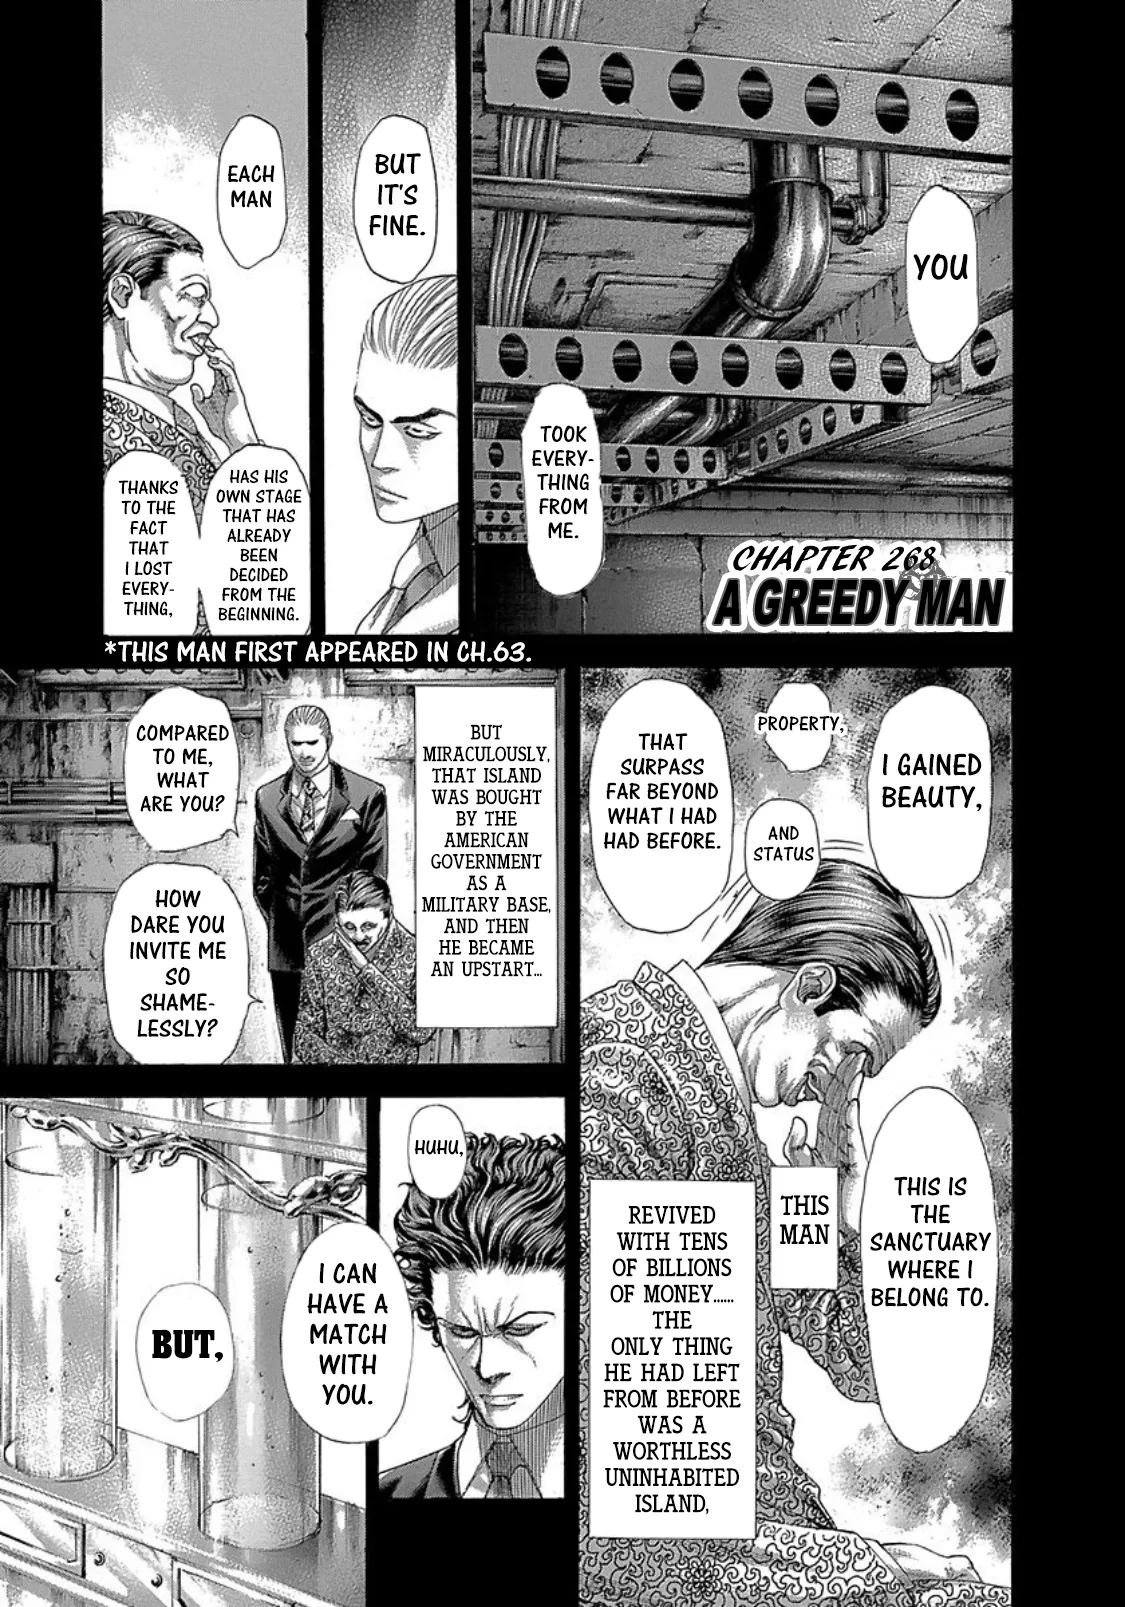 YOU
TOOK
EVERY-
THING
FROM
ME.
CHAPTER 268
A GREEDY MAN
BUT
IT'S
FINE.
EACH
MAN
HAS HIS
OWN STAGE
THAT HAS
ALREADY
BEEN
DECIDED
FROM THE
BEGINNING.
THANKS
TO THE
FACT
THAT
I LOST
EVERY-
THING,
*THIS MAN FIRST APPEARED IN CH.63.
I GAINED
BEAUTY,
PROPERTY,
AND
STATUS
THAT
SURPASS
FAR BEYOND
WHAT I HAD
HAD BEFORE.
THIS IS
THE
SANCTUARY
WHERE I
BELONG TO.
THIS
MAN
REVIVED
WITH TENS
OF BILLIONS
OF MONEY......
THE
ONLY THING
HE HAD LEFT
FROM BEFORE
WAS A
WORTHLESS
UNINHABITED
ISLAND,
BUT
MIRACULOUSLY,
THAT ISLAND
WAS BOUGHT
BY THE
AMERICAN
GOVERNMENT
AS A
MILITARY BASE,
AND THEN
HE BECAME
AN UPSTART...
COMPARED
TO ME,
WHAT
ARE YOU?
HOW
DARE YOU
INVITE ME
SO
SHAME-
LESSLY?
HUHU,
I CAN
HAVE A
MATCH
WITH
YOU.
BUT,